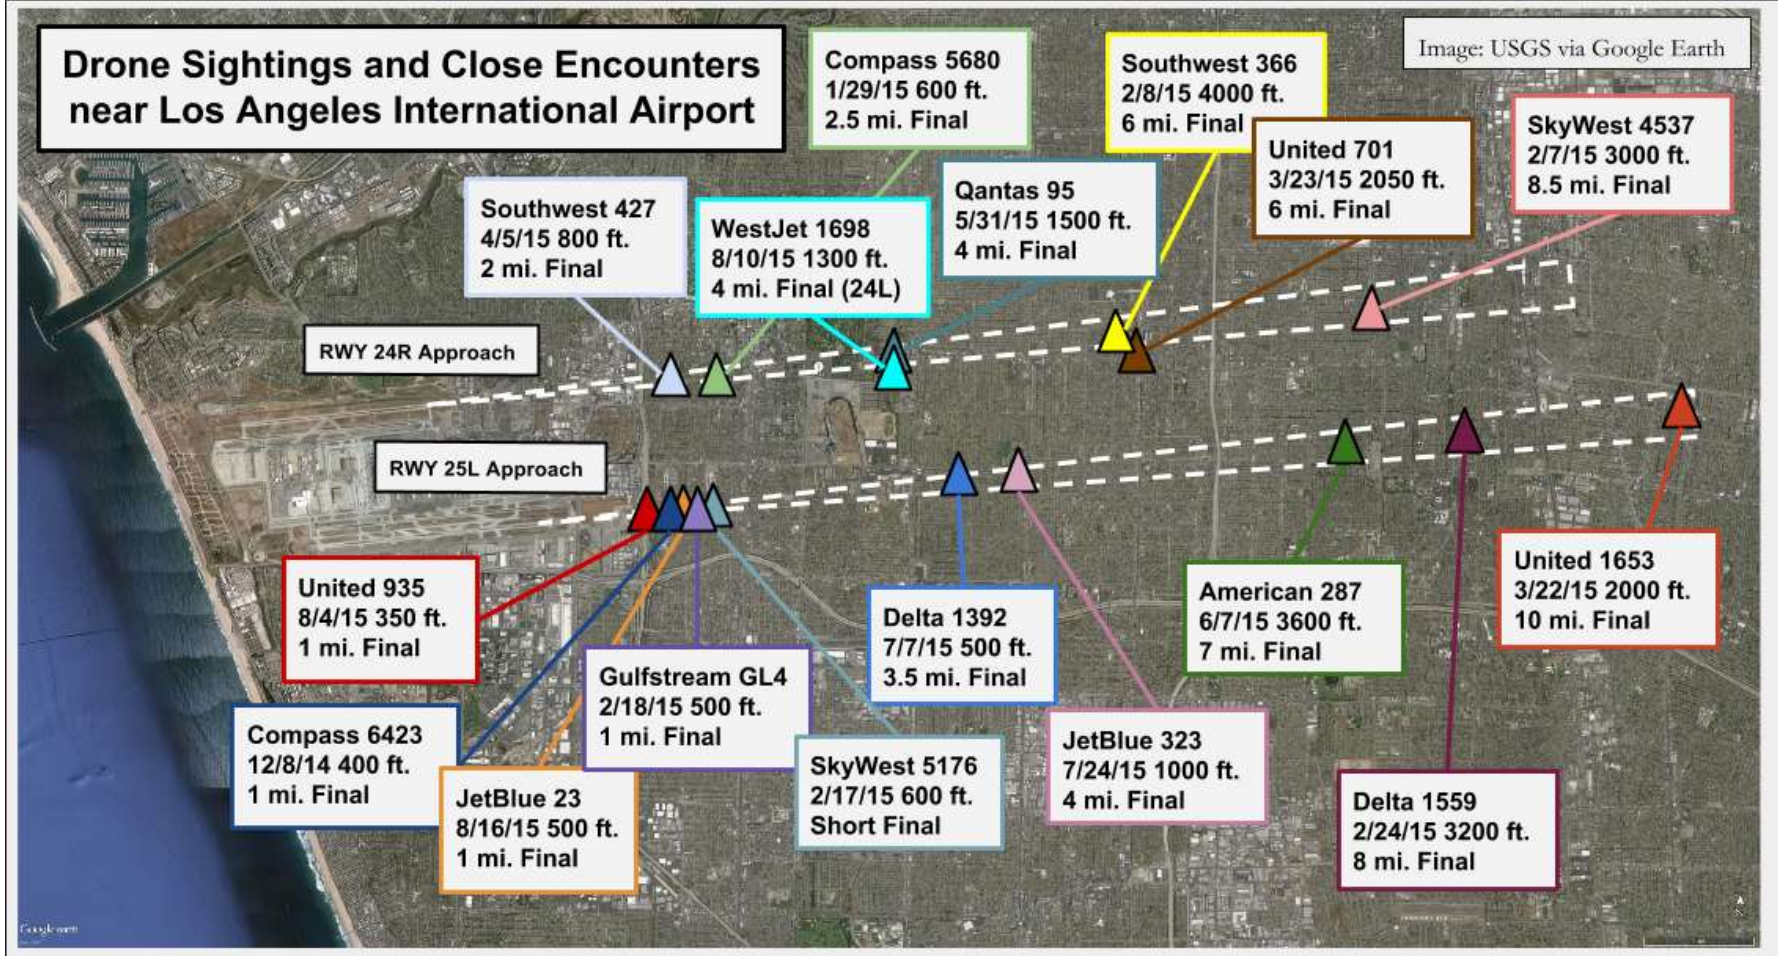 Drone Sightings and Close Encounters
near Los Angeles International Airport
Image: USGS via Google Earth
Compass 5680
1/29/15 600 ft.
2.5 mi. Final
Southwest 366
2/8/15 4000 ft.
6 mi. Final
SkyWest 4537
2/7/15 3000 ft.
8.5 mi. Final
United 701
3/23/15 2050 ft.
6 mi. Final
Southwest 427
4/5/15 800 ft.
2 mi. Final
WestJet 1698
8/10/15 1300 ft.
4 mi. Final (24L)
Qantas 95
5/31/15 1500 ft.
4 mi. Final
RWY 24R Approach
RWY 25L Approach
United 935
8/4/15 350 ft.
1 mi. Final
Delta 1392
7/7/15 500 ft.
3.5 mi. Final
American 287
6/7/15 3600 ft.
7 mi. Final
United 1653
3/22/15 2000 ft.
10 mi. Final
Gulfstream GL4
2/18/15 500 ft.
1 mi. Final
Compass 6423
12/8/14 400 ft.
1 mi. Final
JetBlue 23
8/16/15 500 ft.
1 mi. Final
SkyWest 5176
2/17/15 600 ft.
Short Final
JetBlue 323
7/24/15 1000 ft.
4 mi. Final
Delta 1559
2/24/15 3200 ft.
8 mi. Final
Google earth